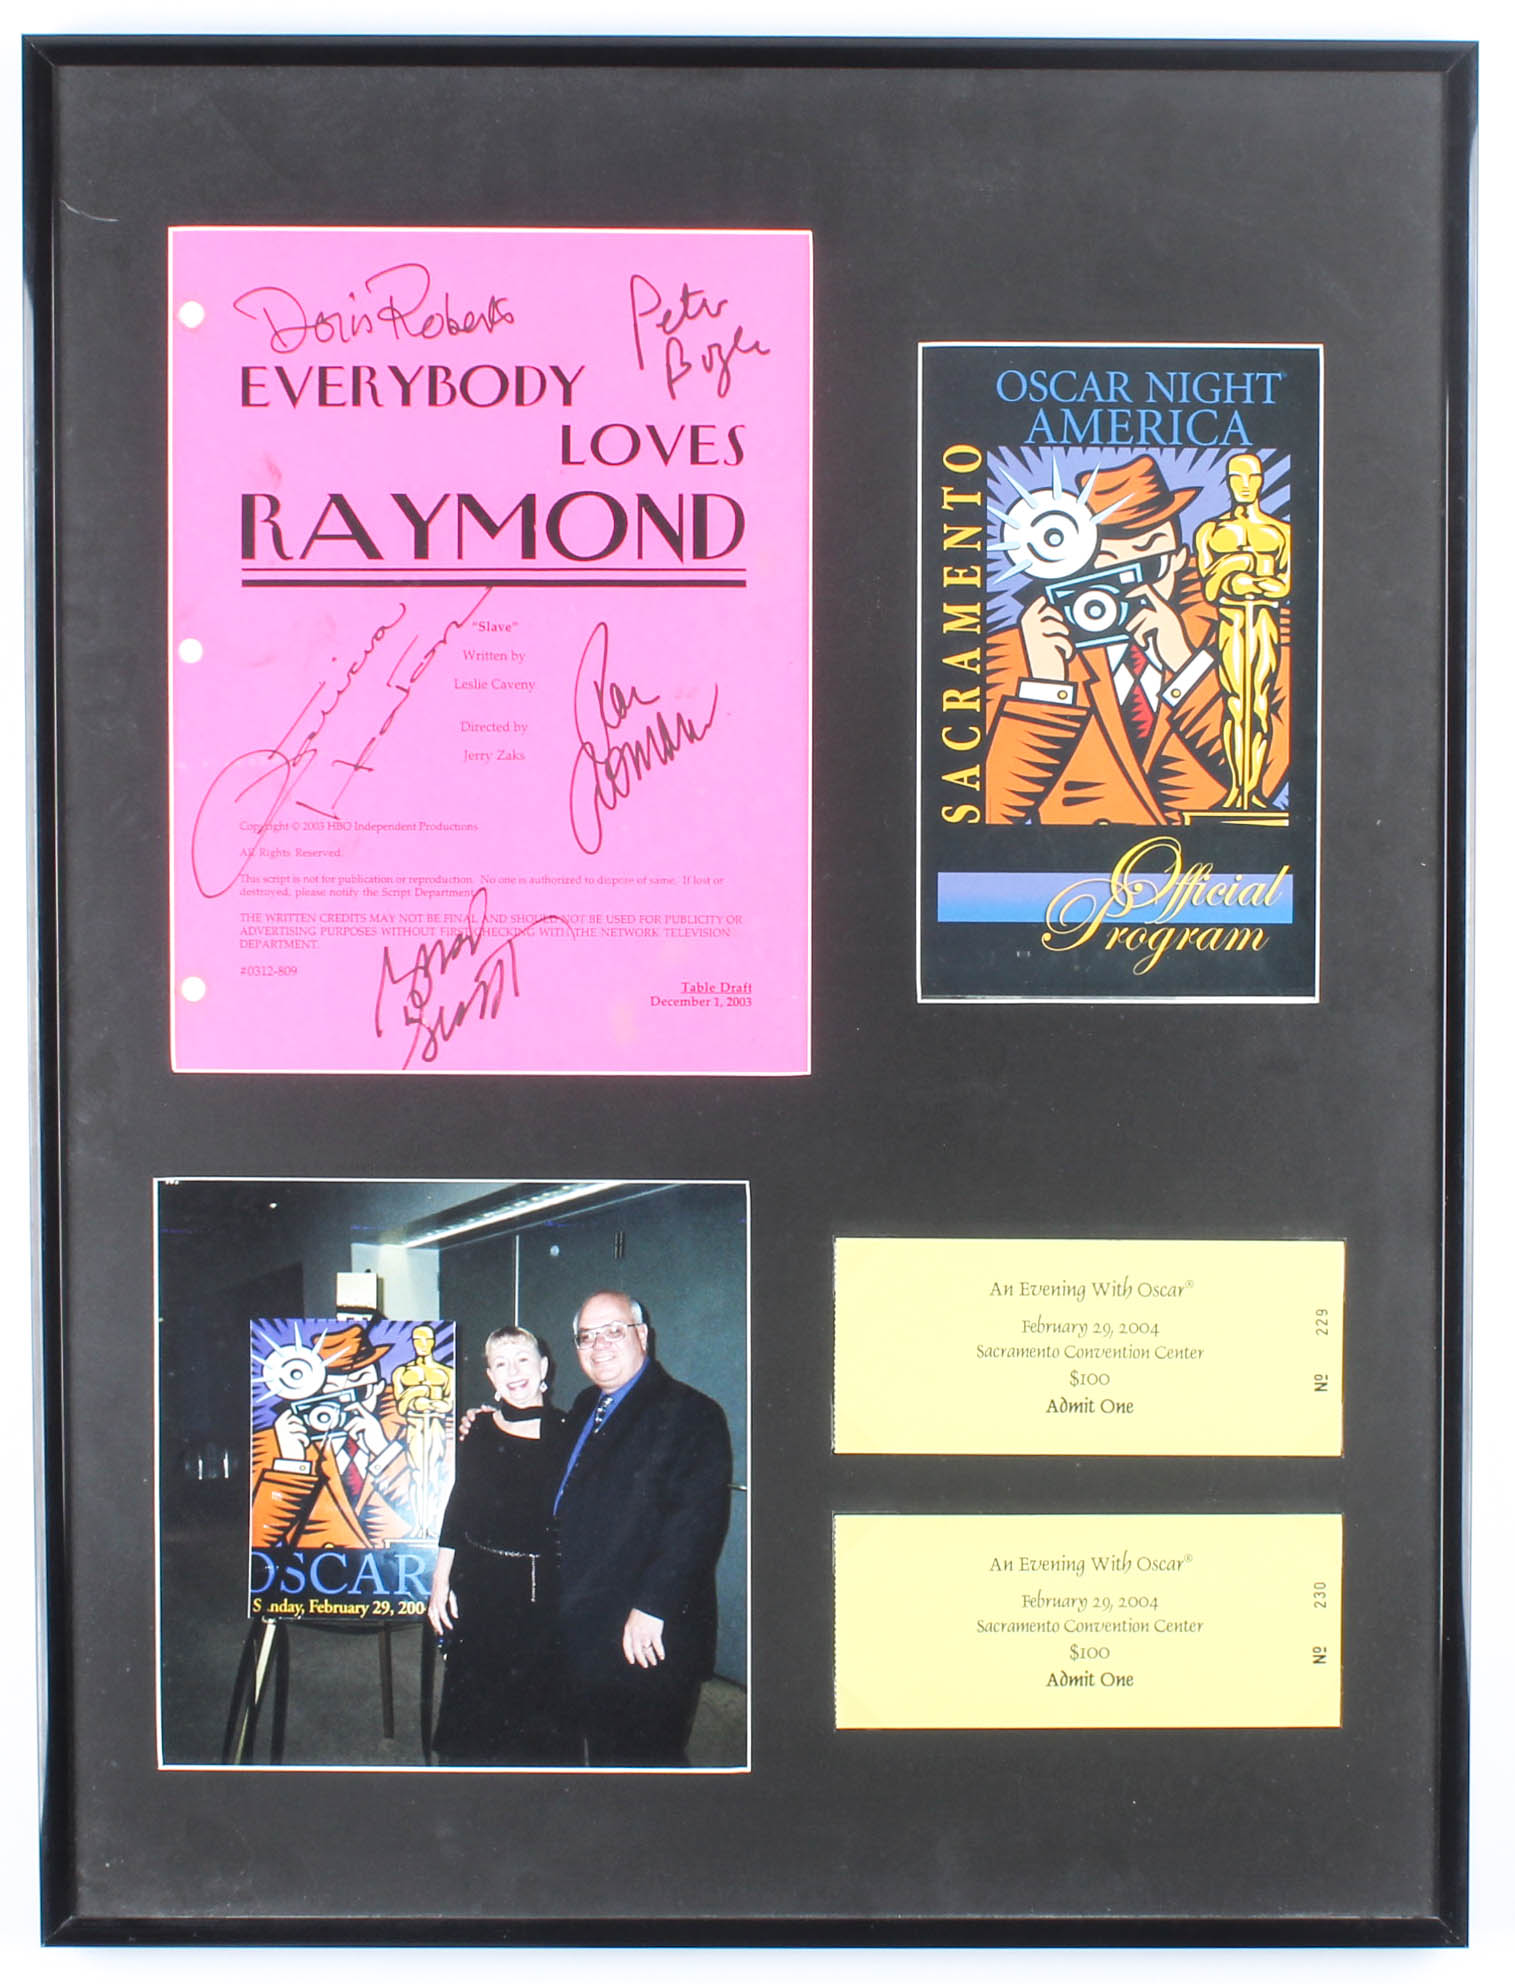 Doris Roberts
Peter Boyle
EVERYBODY
LOVES
RAYMOND
"Slave"
Written by
Leslie Caveny
Directed by
Jerry Zaks
Patricia Heaton
Ray Romano
Copyright © 2003 HBO Independent Productions
All Rights Reserved.
This script is not for publication or reproduction. No one is authorized to dispose of same. If lost or
destroyed, please notify the Script Department.
THE WRITTEN CREDITS MAY NOT BE FINAL AND SHOULD NOT BE USED FOR PUBLICITY OR
ADVERTISING PURPOSES WITHOUT FIRST CHECKING WITH THE NETWORK TELEVISION
DEPARTMENT.
#0312-809
Table Draft
December 1, 2003
OSCAR NIGHT
AMERICA
SACRAMENTO
Official
Program
OSCAR
Sunday, February 29, 200
An Evening With Oscar®
February 29, 2004
Sacramento Convention Center
$100
Admit One
Nº 229
An Evening With Oscar®
February 29, 2004
Sacramento Convention Center
$100
Admit One
Nº 230